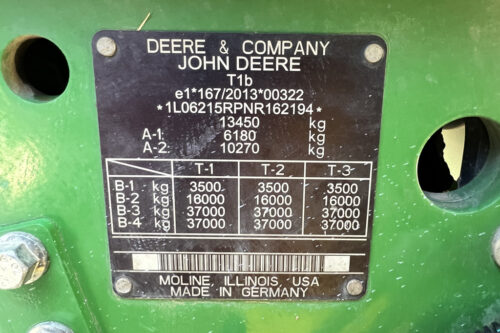 DEERE & COMPANY
JOHN DEERE
T1b
e1*167/2013*00322
*1L06215RPNR162194*
13450 kg
A-1: 6180 kg
A-2: 10270 kg
T-1 T-2 T-3
B-1 kg 3500 3500 3500
B-2 kg 16000 16000 16000
B-3 kg 37000 37000 37000
B-4 kg 37000 37000 37000
MOLINE, ILLINOIS, USA
MADE IN GERMANY